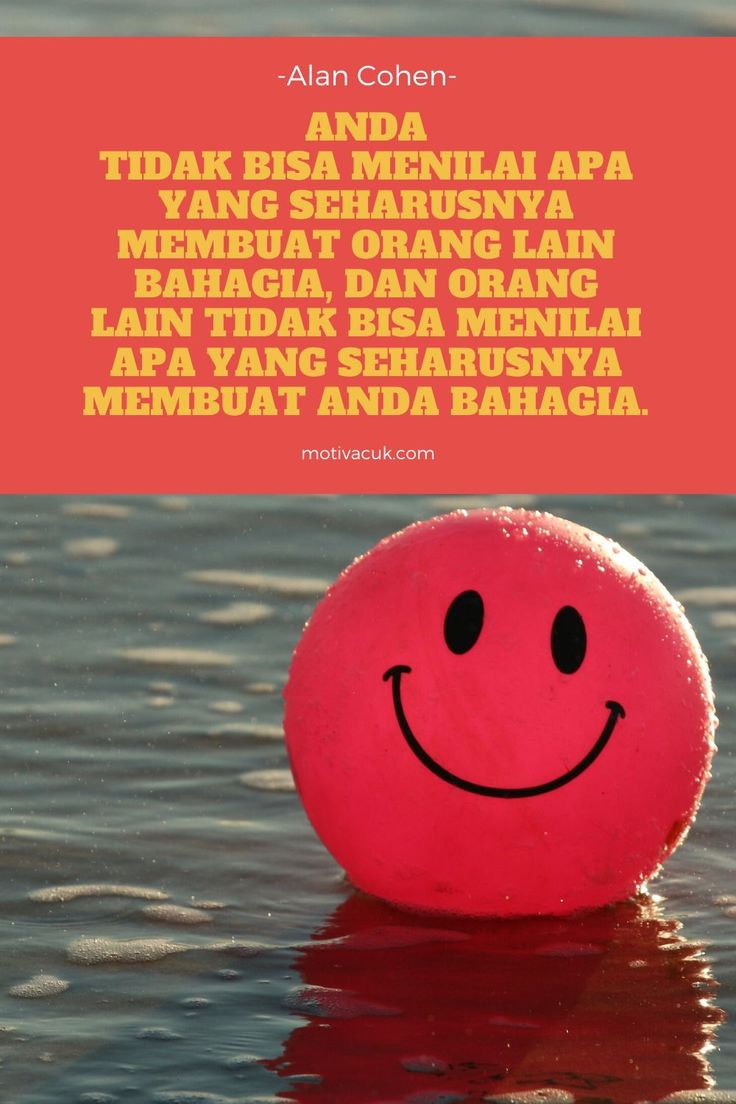 -Alan Cohen-
ANDA
TIDAK BISA MENILAI APA
YANG SEHARUSNYA
MEMBUAT ORANG LAIN
BAHAGIA, DAN ORANG
LAIN TIDAK BISA MENILAI
APA YANG SEHARUSNYA
MEMBUAT ANDA BAHAGIA.
motivacuk.com